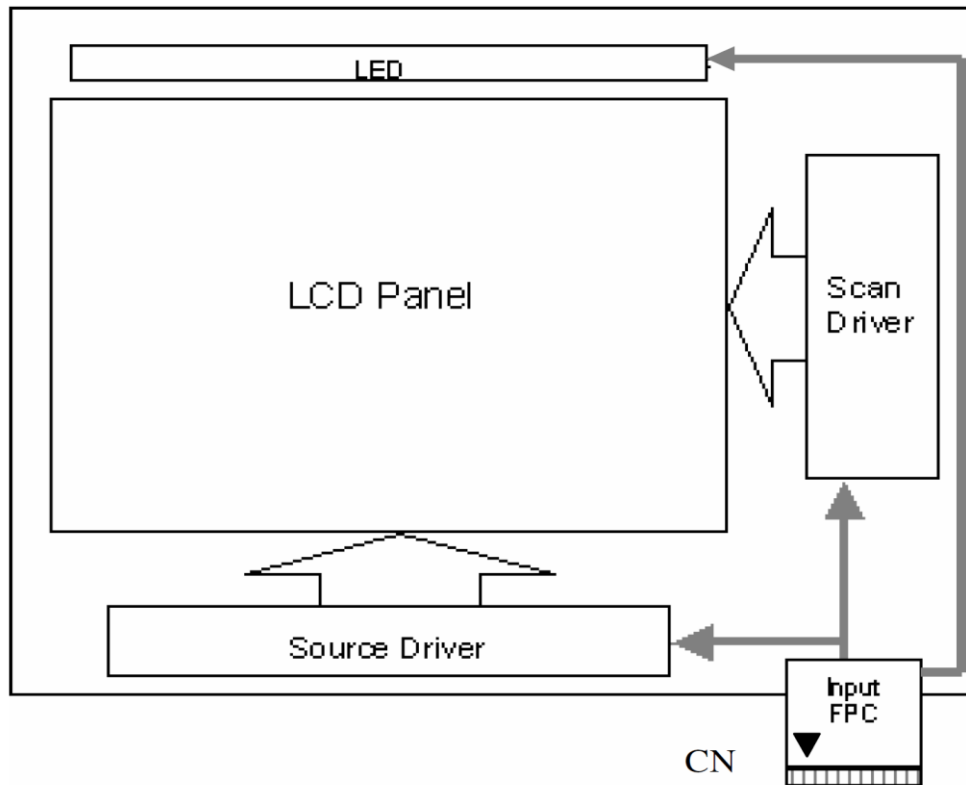 LED
LCD Panel
Scan
Driver
Source Driver
Input
FPC
CN